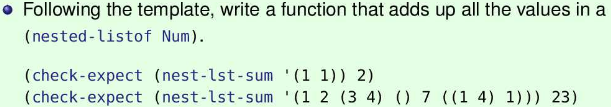 Following the template, write a function that adds up all the values in a
(nested-listof Num).
(check-expect (nest-lst-sum '(1 1)) 2)
(check-expect (nest-lst-sum '(1 2 (3 4) () 7 ((1 4) 1))) 23)